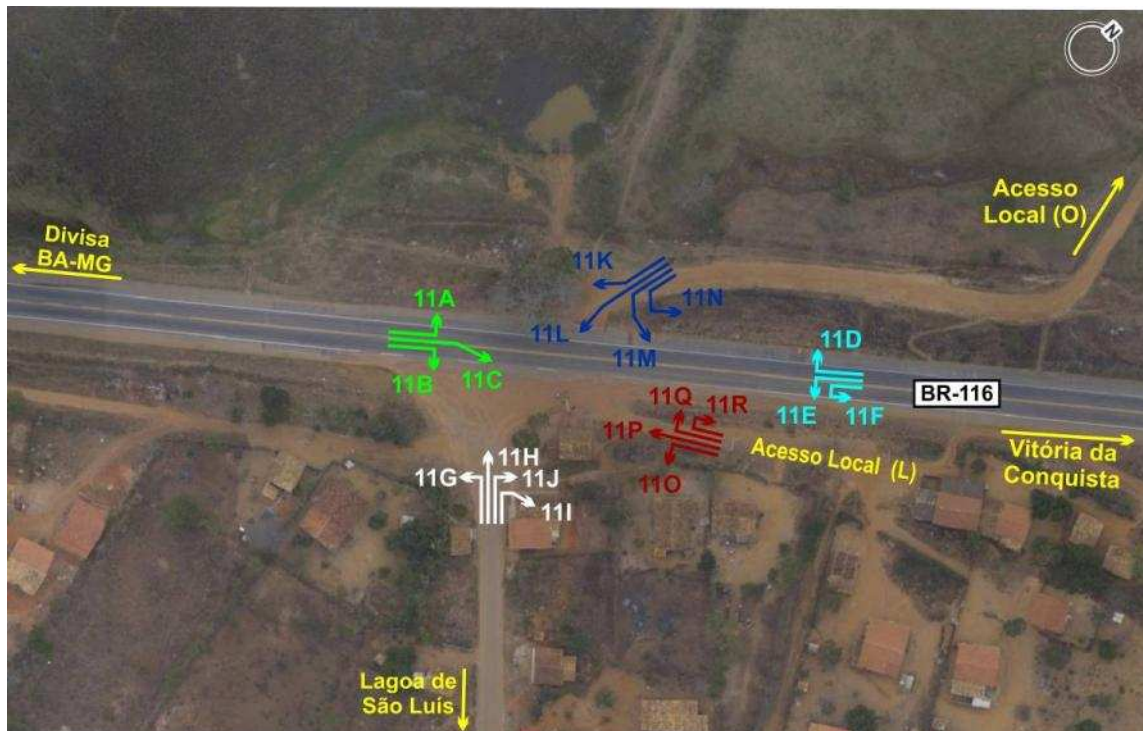 N
Acesso
Local (O)
Divisa
BA-MG
11K
11A
11N
11L
11M
11D
11B
11C
11E
11F
BR-116
11Q
11R
11P
11O
Acesso Local (L)
Vitória da
Conquista
11H
11G
11J
11I
Lagoa de
São Luís